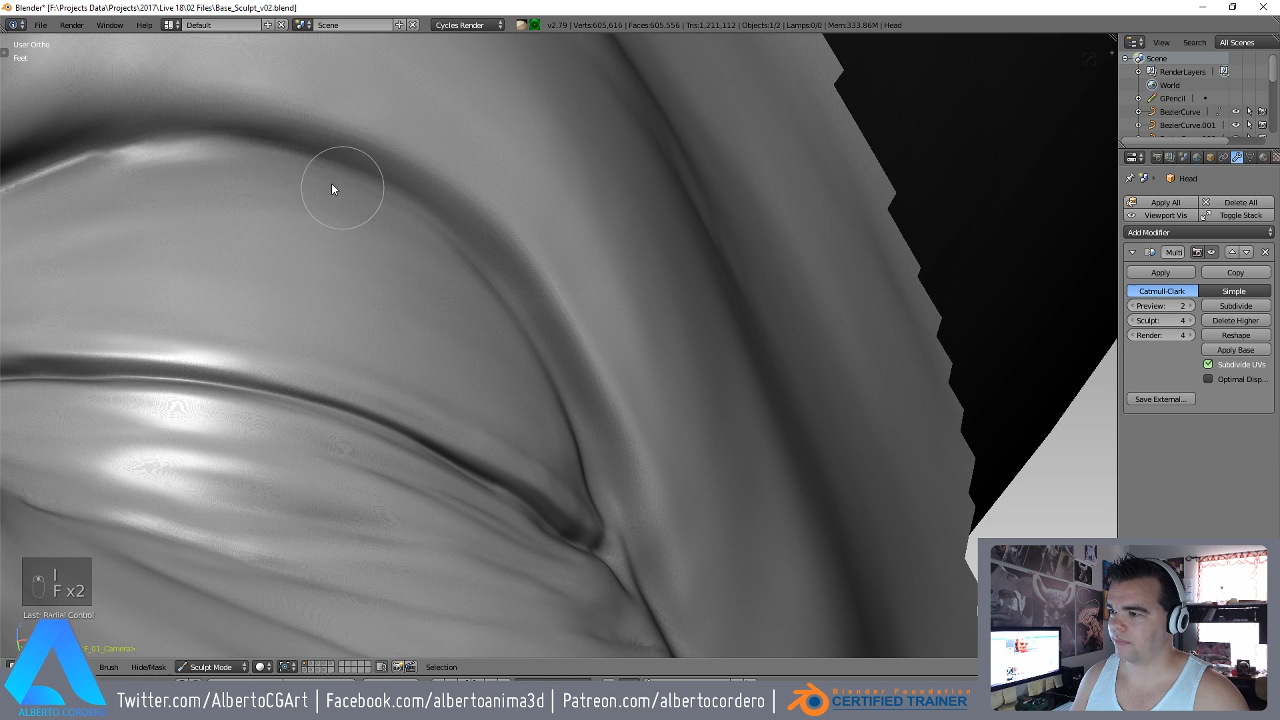 Blender* [F:\Projects Data\Projects\2017\Live 18\02 Files\Base_Sculpt_v02.blend]
File Render Window Help Default Scene Cycles Render v2.79 | Verts:605,616 | Faces:605,556 | Tris:1,211,112 | Objects:1/2 | Lamps:0/0 | Mem:333.86M | Head
View Search All Scenes
User Ortho
Feet
Scene
RenderLayers
World
GPencil
BezierCurve
BezierCurve.001
Head
Apply All Delete All
Viewport Vis Toggle Stack
Add Modifier
Multi
Apply Copy
Catmull-Clark Simple
Preview: 2 Subdivide
Sculpt: 4 Delete Higher
Render: 4 Reshape
Apply Base
Subdivide UVs
Optimal Disp...
Save External...
I
F x2
Last: Radial Control
E_01_Camera>
Brush Hide/Mask Sculpt Mode Selection
ALBERTO CORDERO
Twitter.com/AlbertoCGArt | Facebook.com/albertoanima3d | Patreon.com/albertocordero |
Blender Foundation
CERTIFIED TRAINER